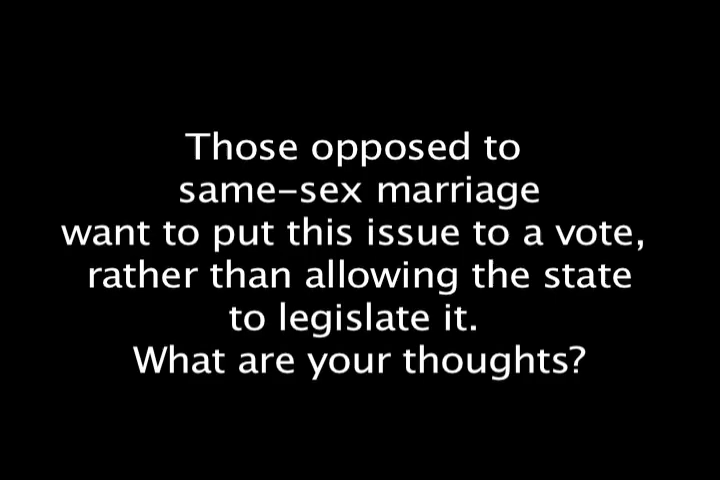 Those opposed to
same-sex marriage
want to put this issue to a vote,
rather than allowing the state
to legislate it.
What are your thoughts?